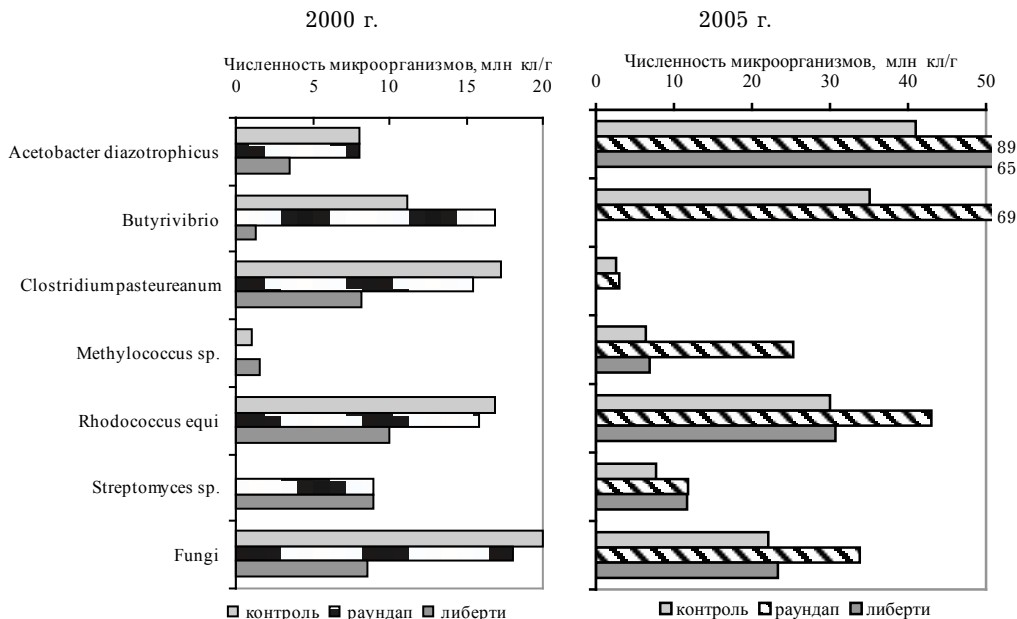 2000 г.
2005 г.
Численность микроорганизмов, млн кл/г
0 5 10 15 20
Численность микроорганизмов, млн кл/г
0 10 20 30 40 50
Acetobacter diazotrophicus
89
65
Butyrivibrio
69
Clostridium pasteureanum
Methylococcus sp.
Rhodococcus equi
Streptomyces sp.
Fungi
контроль раундап либерти
контроль раундап либерти